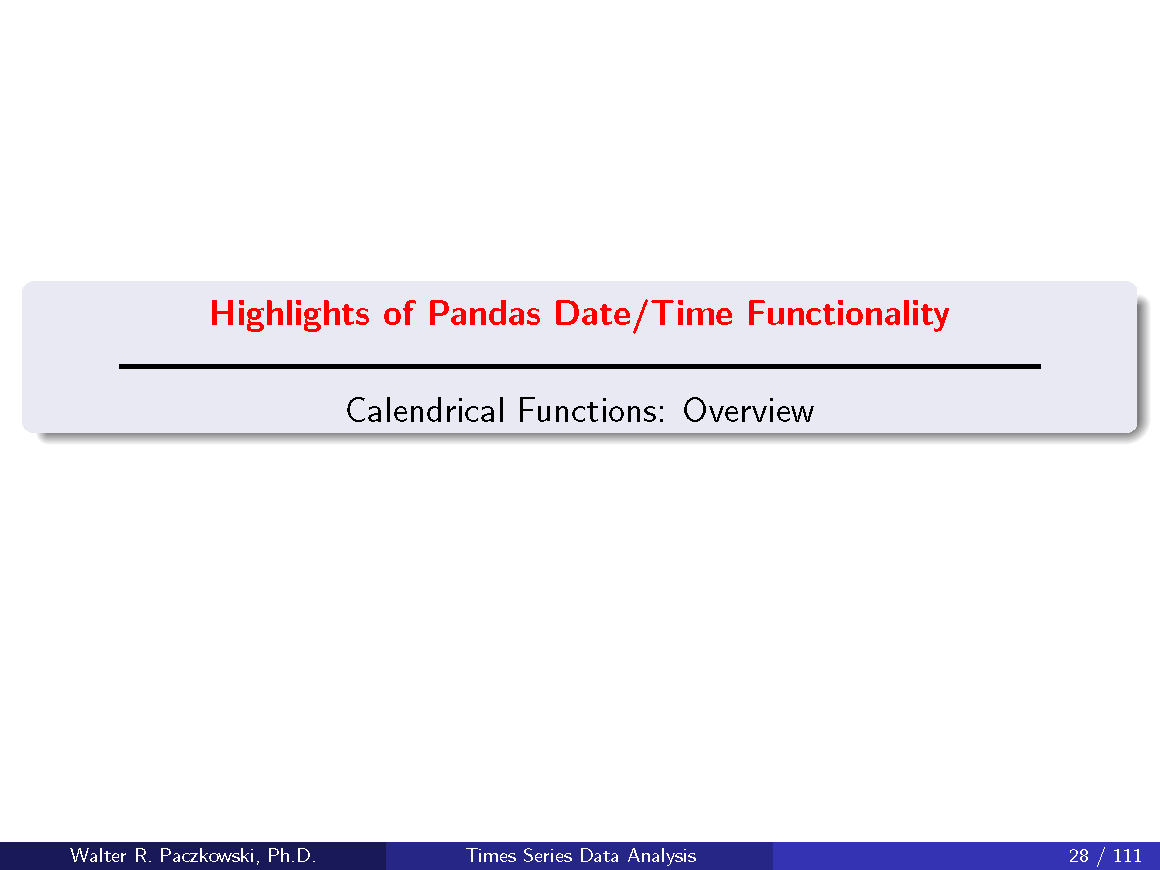 Highlights of Pandas Date/Time Functionality
Calendrical Functions: Overview
Walter R. Paczkowski, Ph.D.
Times Series Data Analysis
28 / 111